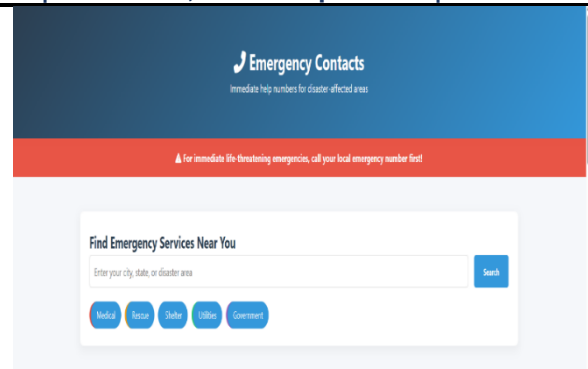 Emergency Contacts
Immediate help numbers for disaster-affected areas
For immediate life-threatening emergencies, call your local emergency number first!
Find Emergency Services Near You
Enter your city, state, or disaster area
Search
Medical Rescue Shelter Utilities Government